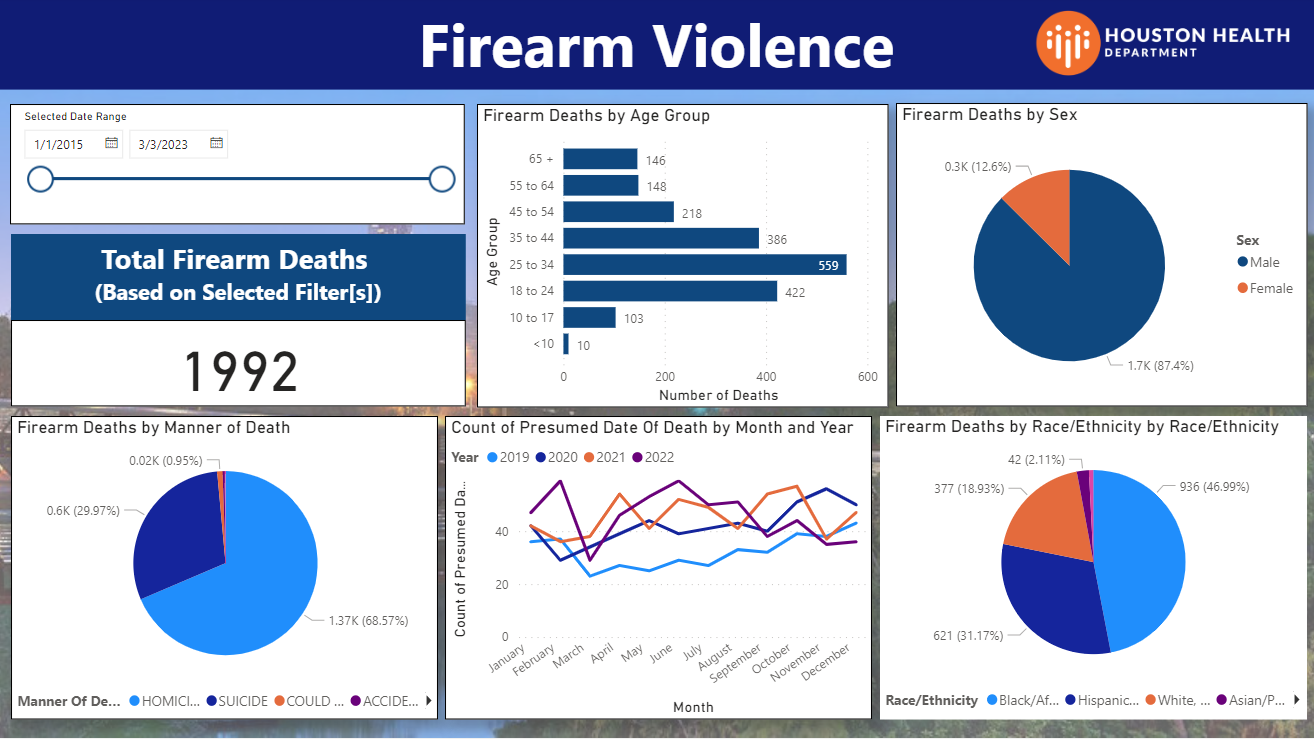 Firearm Violence
HOUSTON HEALTH
DEPARTMENT
Selected Date Range
1/1/2015
3/3/2023
Total Firearm Deaths
(Based on Selected Filter[s])
1992
Firearm Deaths by Age Group
Age Group
65 +
146
55 to 64
148
45 to 54
218
35 to 44
386
25 to 34
559
18 to 24
422
10 to 17
103
<10
10
0
200
400
600
Number of Deaths
Firearm Deaths by Sex
0.3K (12.6%)
1.7K (87.4%)
Sex
Male
Female
Firearm Deaths by Manner of Death
0.02K (0.95%)
0.6K (29.97%)
1.37K (68.57%)
Manner Of De...
HOMICI...
SUICIDE
COULD ...
ACCIDE...
Count of Presumed Date Of Death by Month and Year
Year
2019
2020
2021
2022
Count of Presumed Da...
40
20
0
January
February
March
April
May
June
July
August
September
October
November
December
Month
Firearm Deaths by Race/Ethnicity by Race/Ethnicity
42 (2.11%)
377 (18.93%)
936 (46.99%)
621 (31.17%)
Race/Ethnicity
Black/Af...
Hispanic...
White, ...
Asian/P...